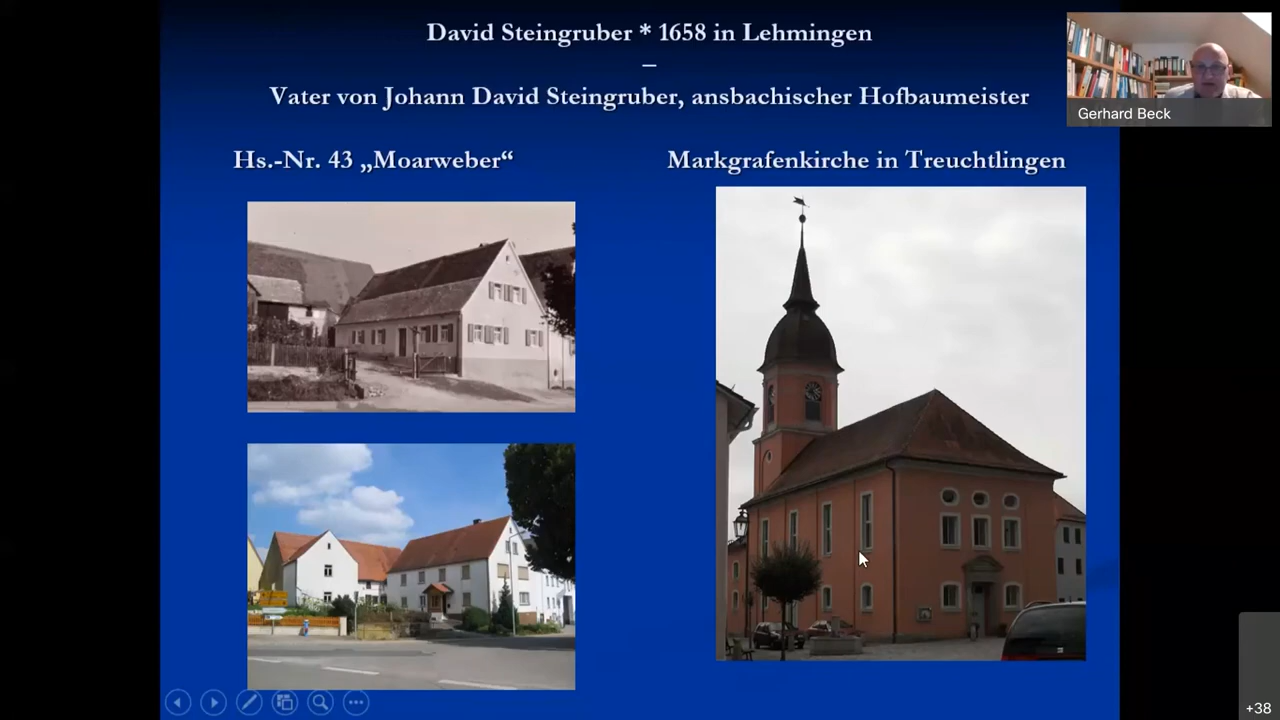 David Steingruber * 1658 in Lehmingen
–
Vater von Johann David Steingruber, ansbachischer Hofbaumeister
Hs.-Nr. 43 „Moarweber“
Markgrafenkirche in Treuchtlingen
Gerhard Beck
+38